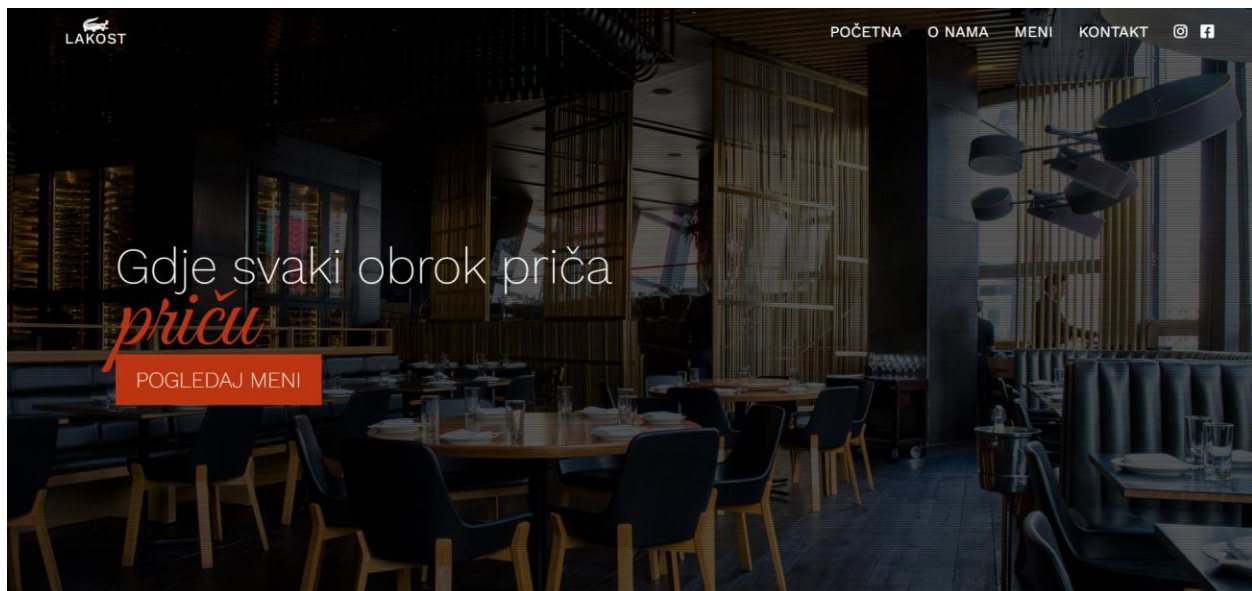 LAKOST
POČETNA O NAMA MENI KONTAKT
Gdje svaki obrok priča
priču
POGLEDAJ MENI